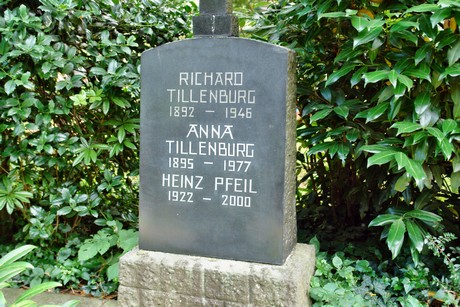 RICHARD
TILLENBURG
1892 - 1946
ANNA
TILLENBURG
1895 - 1977
HEINZ PFEIL
1922 - 2000